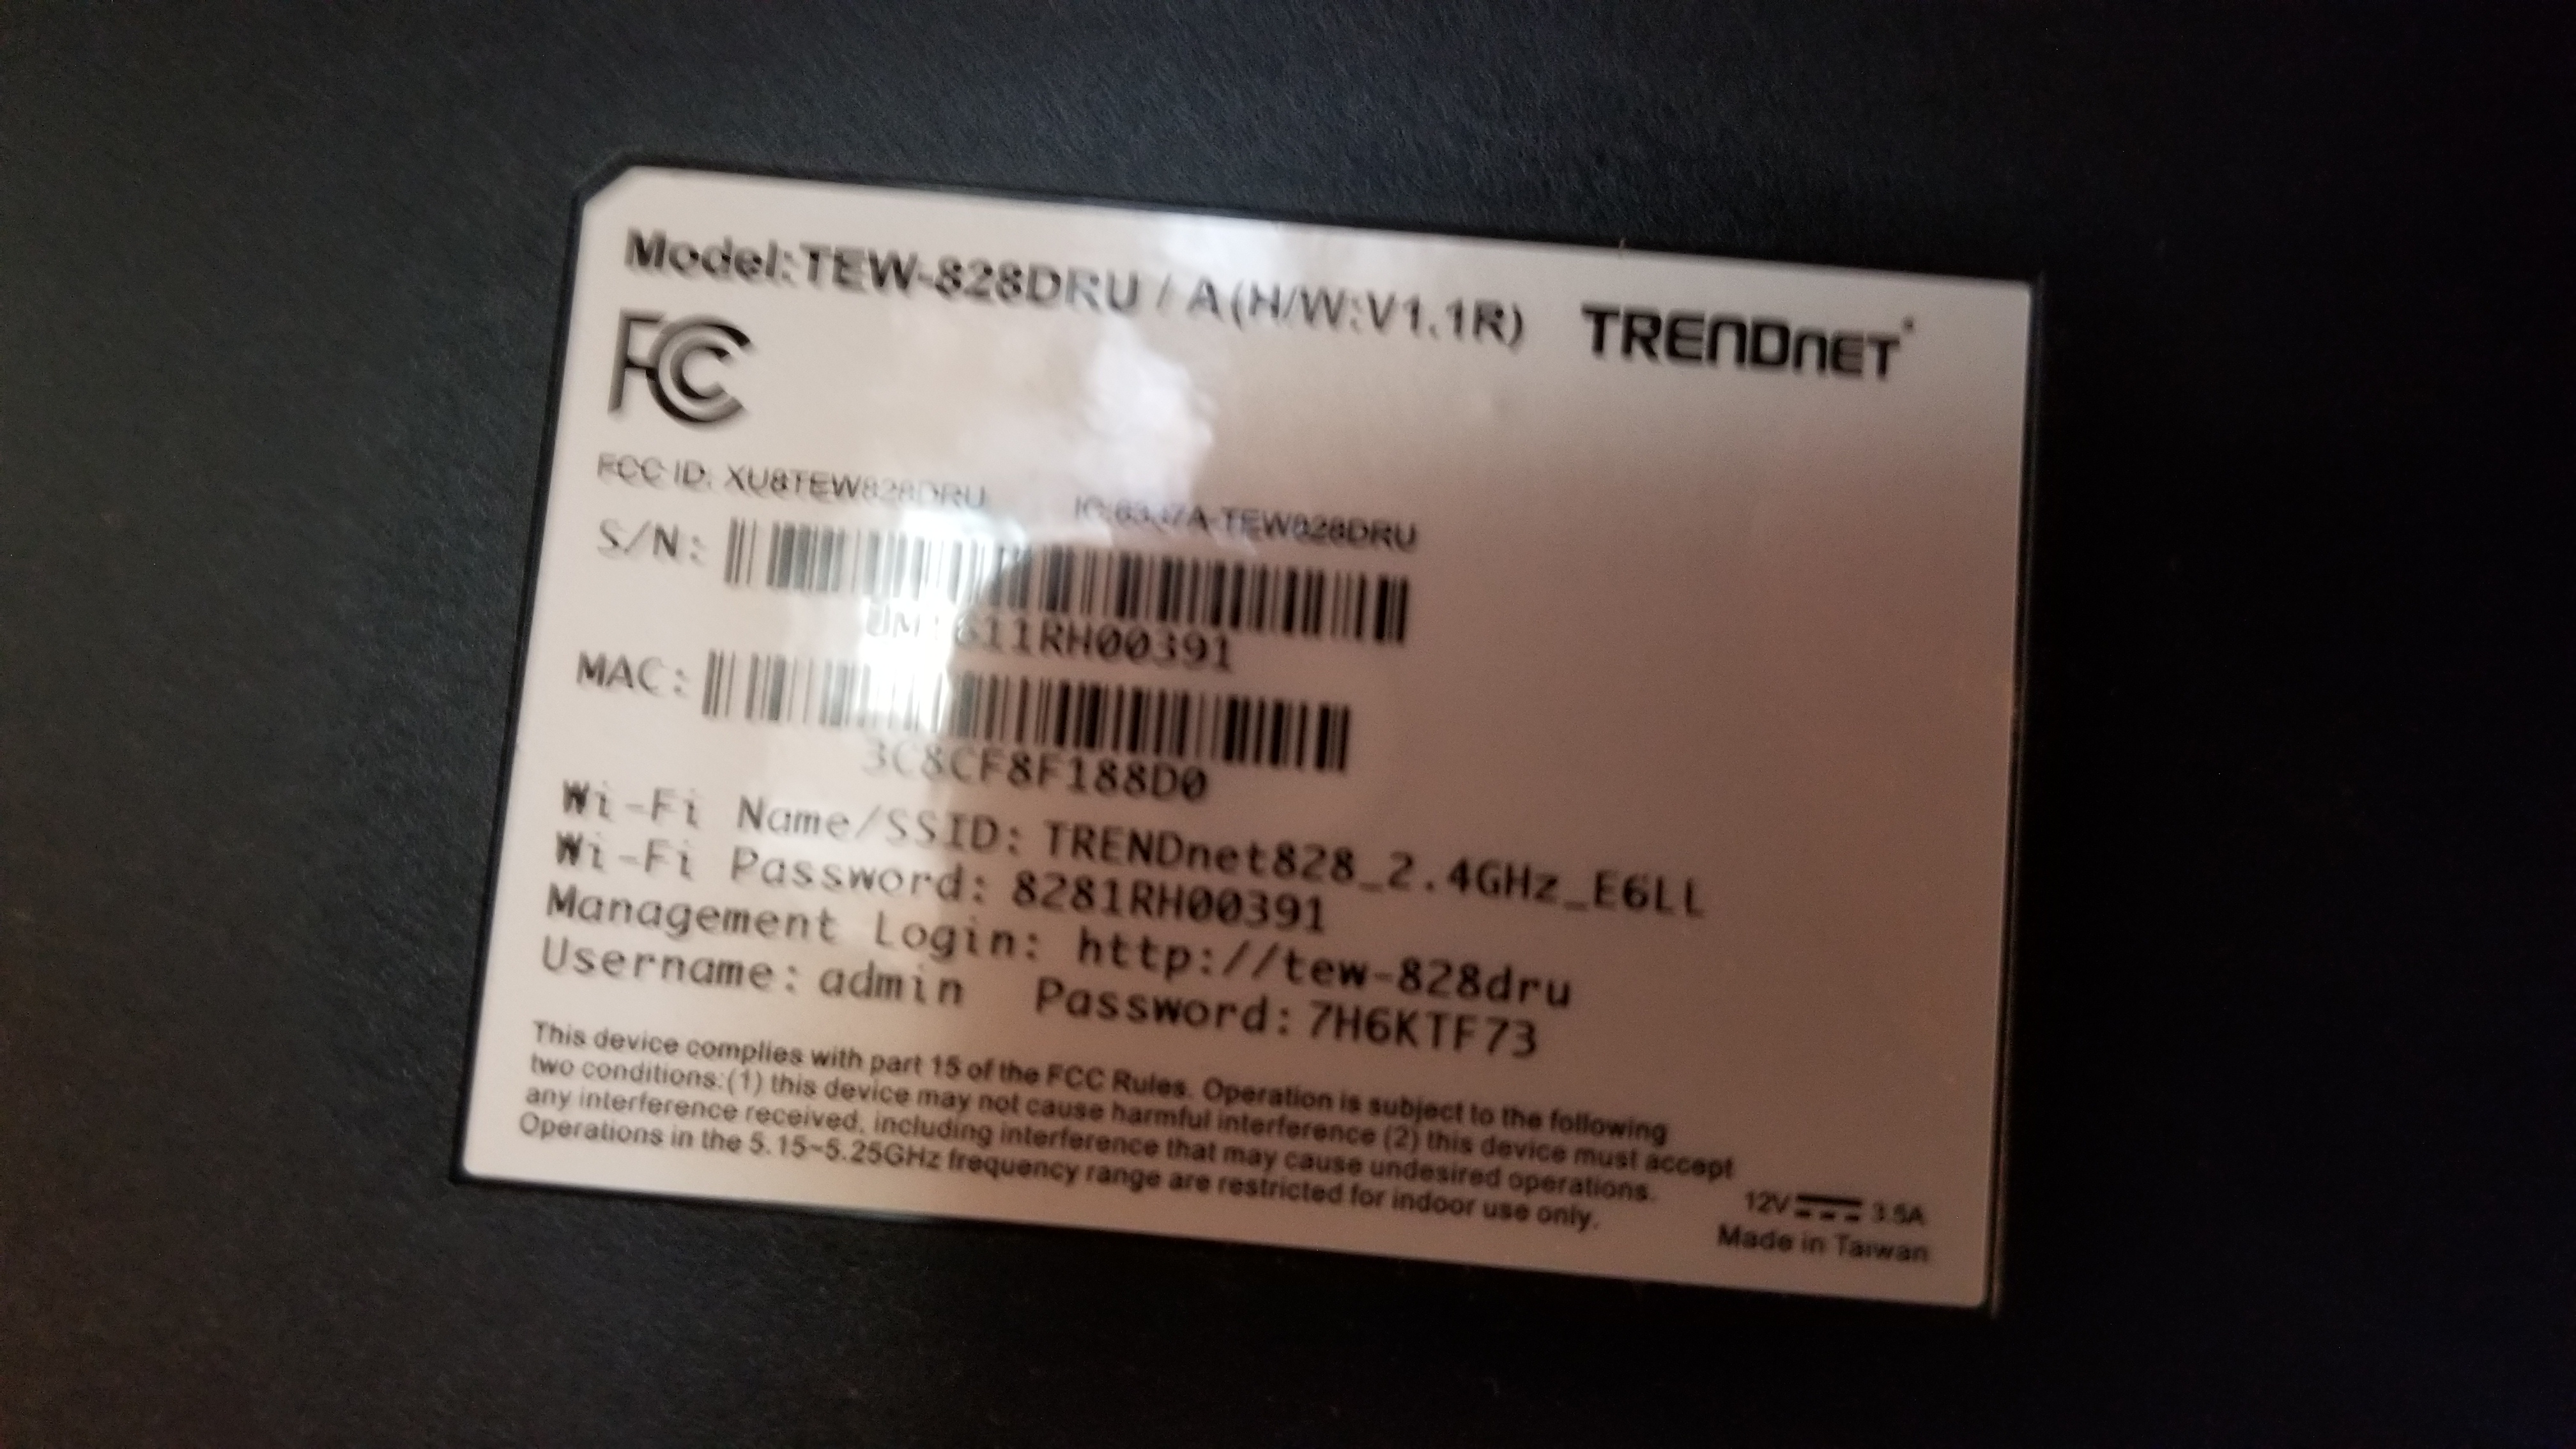 Model:TEW-828DRU / A(H/W:V1.1R) TRENDNET
FC
FCC ID: XU8TEW828DRU
S/N:
MAC:
3C8CF8F188D0
Wi-Fi Name/SSID: TRENDnet828_2.4GHz_E6LL
Wi-Fi Password: 8281RH00391
Management Login: http://tew-828dru
Username: admin Password: 7H6KTF73
This device complies with part 15 of the FCC Rules. Operation is subject to the following
two conditions:(1) this device may not cause harmful interference (2) this device must accept
any interference received, including interference that may cause undesired operations.
Operations in the 5.15~5.25GHz frequency range are restricted for indoor use only.
12V 3.5A
Made in Taiwan